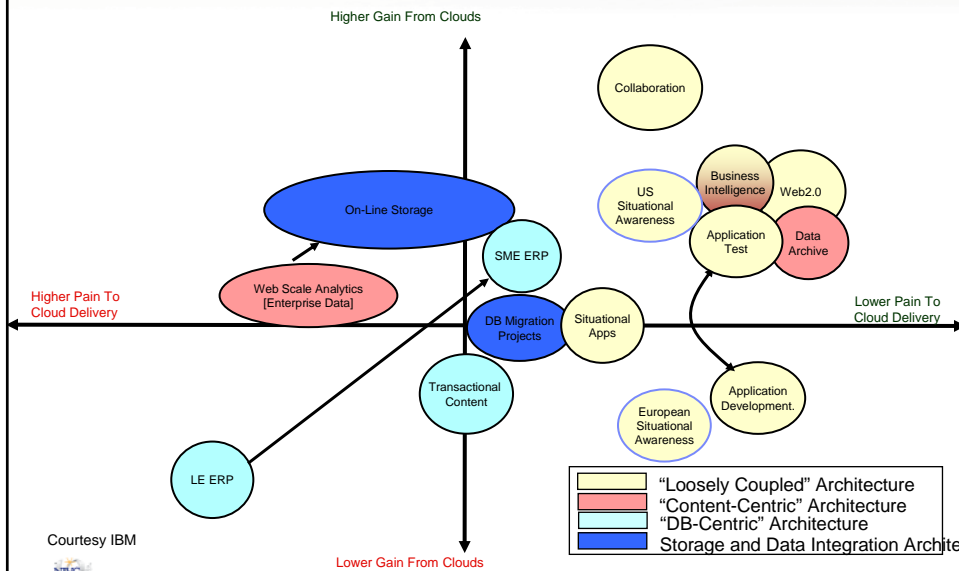 Higher Gain From Clouds
Collaboration
Business
Intelligence
Web2.0
US
Situational
Awareness
On-Line Storage
Application
Test
Data
Archive
SME ERP
Web Scale Analytics
[Enterprise Data]
Higher Pain To
Cloud Delivery
Lower Pain To
Cloud Delivery
DB Migration
Projects
Situational
Apps
Transactional
Content
Application
Development.
European
Situational
Awareness
LE ERP
“Loosely Coupled” Architecture
“Content-Centric” Architecture
“DB-Centric” Architecture
Storage and Data Integration Archite
Courtesy IBM
Lower Gain From Clouds